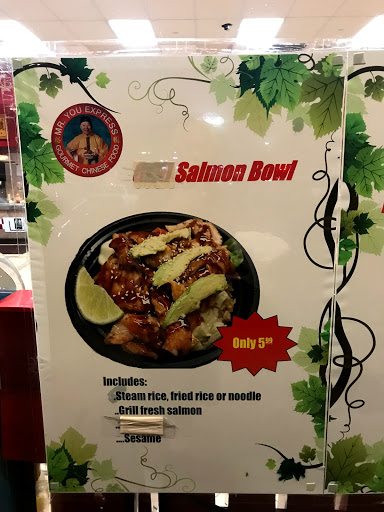 MR. YOU EXPRESS
GOURMET CHINESE FOOD
Salmon Bowl
Only 5.99
Includes:
.Steam rice, fried rice or noodle
..Grill fresh salmon
....Sesame